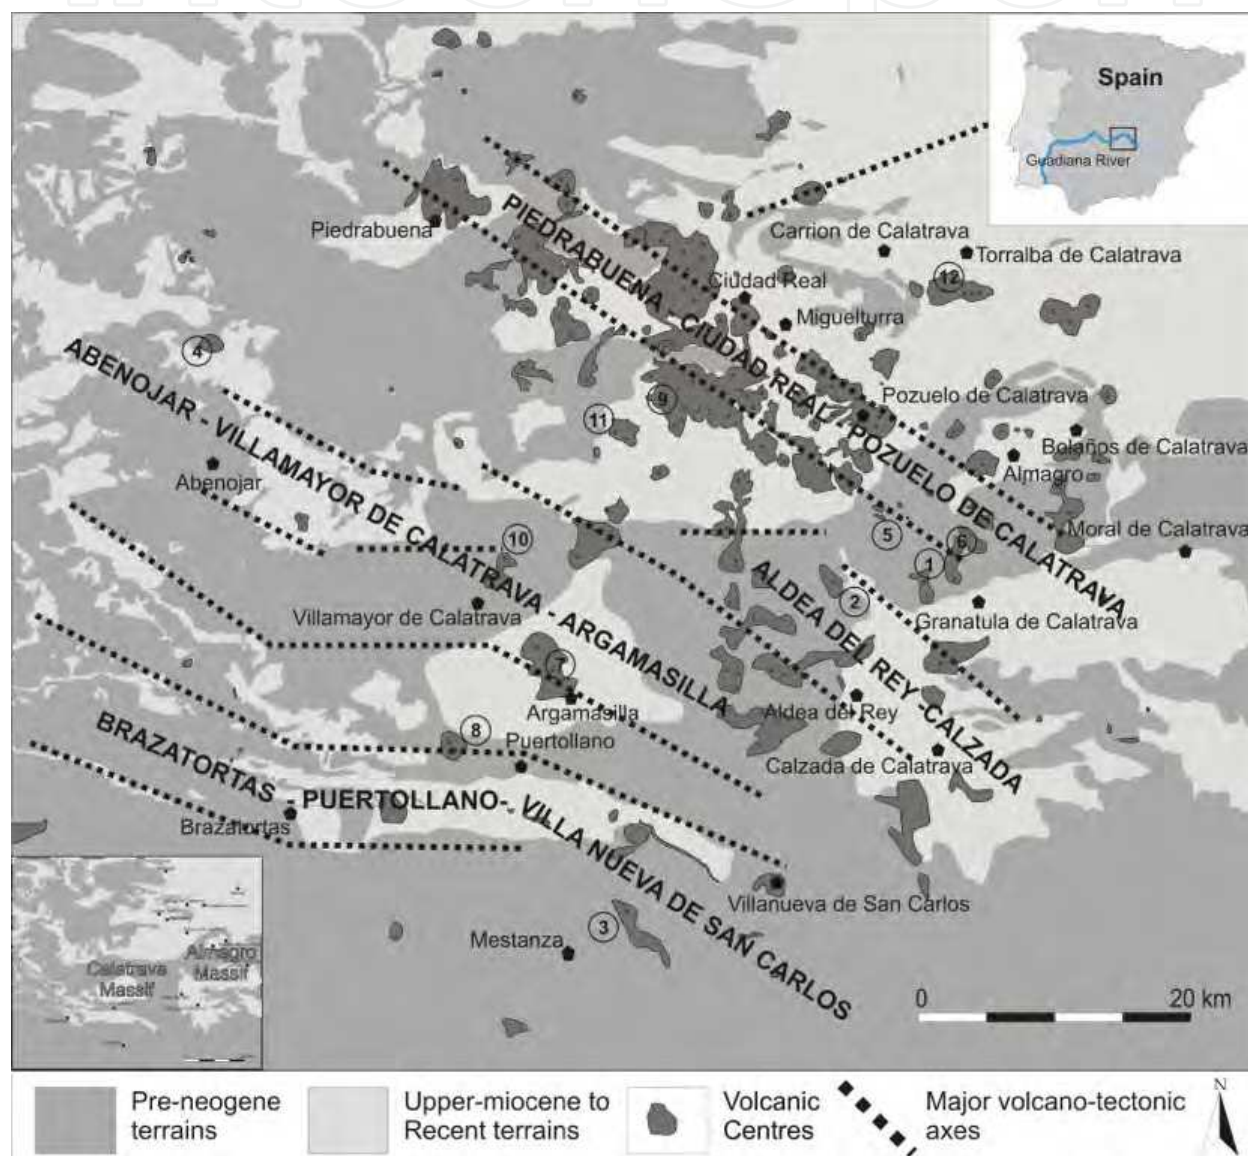 Spain
Guadiana River
PIEDRABUENA - CIUDAD REAL - POZUELO DE CALATRAVA
Piedrabuena
Carrion de Calatrava
Torralba de Calatrava
12
Ciudad Real
Miguelturra
4
ABENOJAR - VILLAMAYOR DE CALATRAVA - ARGAMASILLA
9
Pozuelo de Calatrava
11
Bolaños de Calatrava
Almagro
Abenojar
Moral de Calatrava
10
5
6
1
ALDEA DEL REY - CALZADA
2
Villamayor de Calatrava
Granatula de Calatrava
7
Argamasilla
Aldea del Rey
8
Puertollano
Calzada de Calatrava
BRAZATORTAS - PUERTOLLANO- VILLA NUEVA DE SAN CARLOS
Brazatortas
Villanueva de San Carlos
3
Mestanza
Calatrava
Massif
Almagro
Massif
0 20 km
Pre-neogene
terrains
Upper-miocene to
Recent terrains
Volcanic
Centres
Major volcano-tectonic
axes
N